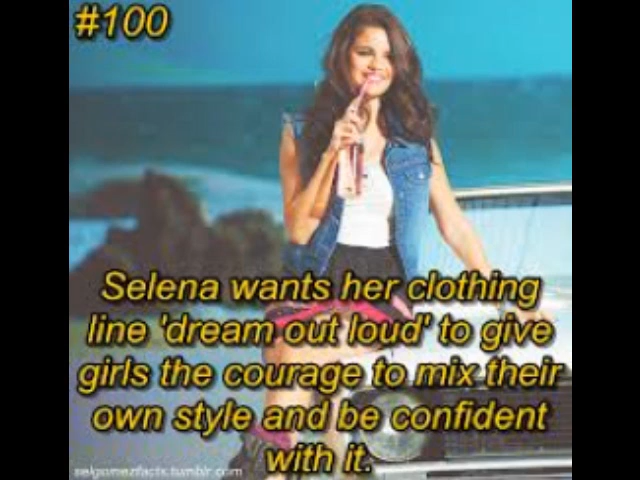 #100
Selena wants her clothing
line 'dream out loud' to give
girls the courage to mix their
own style and be confident
with it.
selgomezfacts.tumblr.com